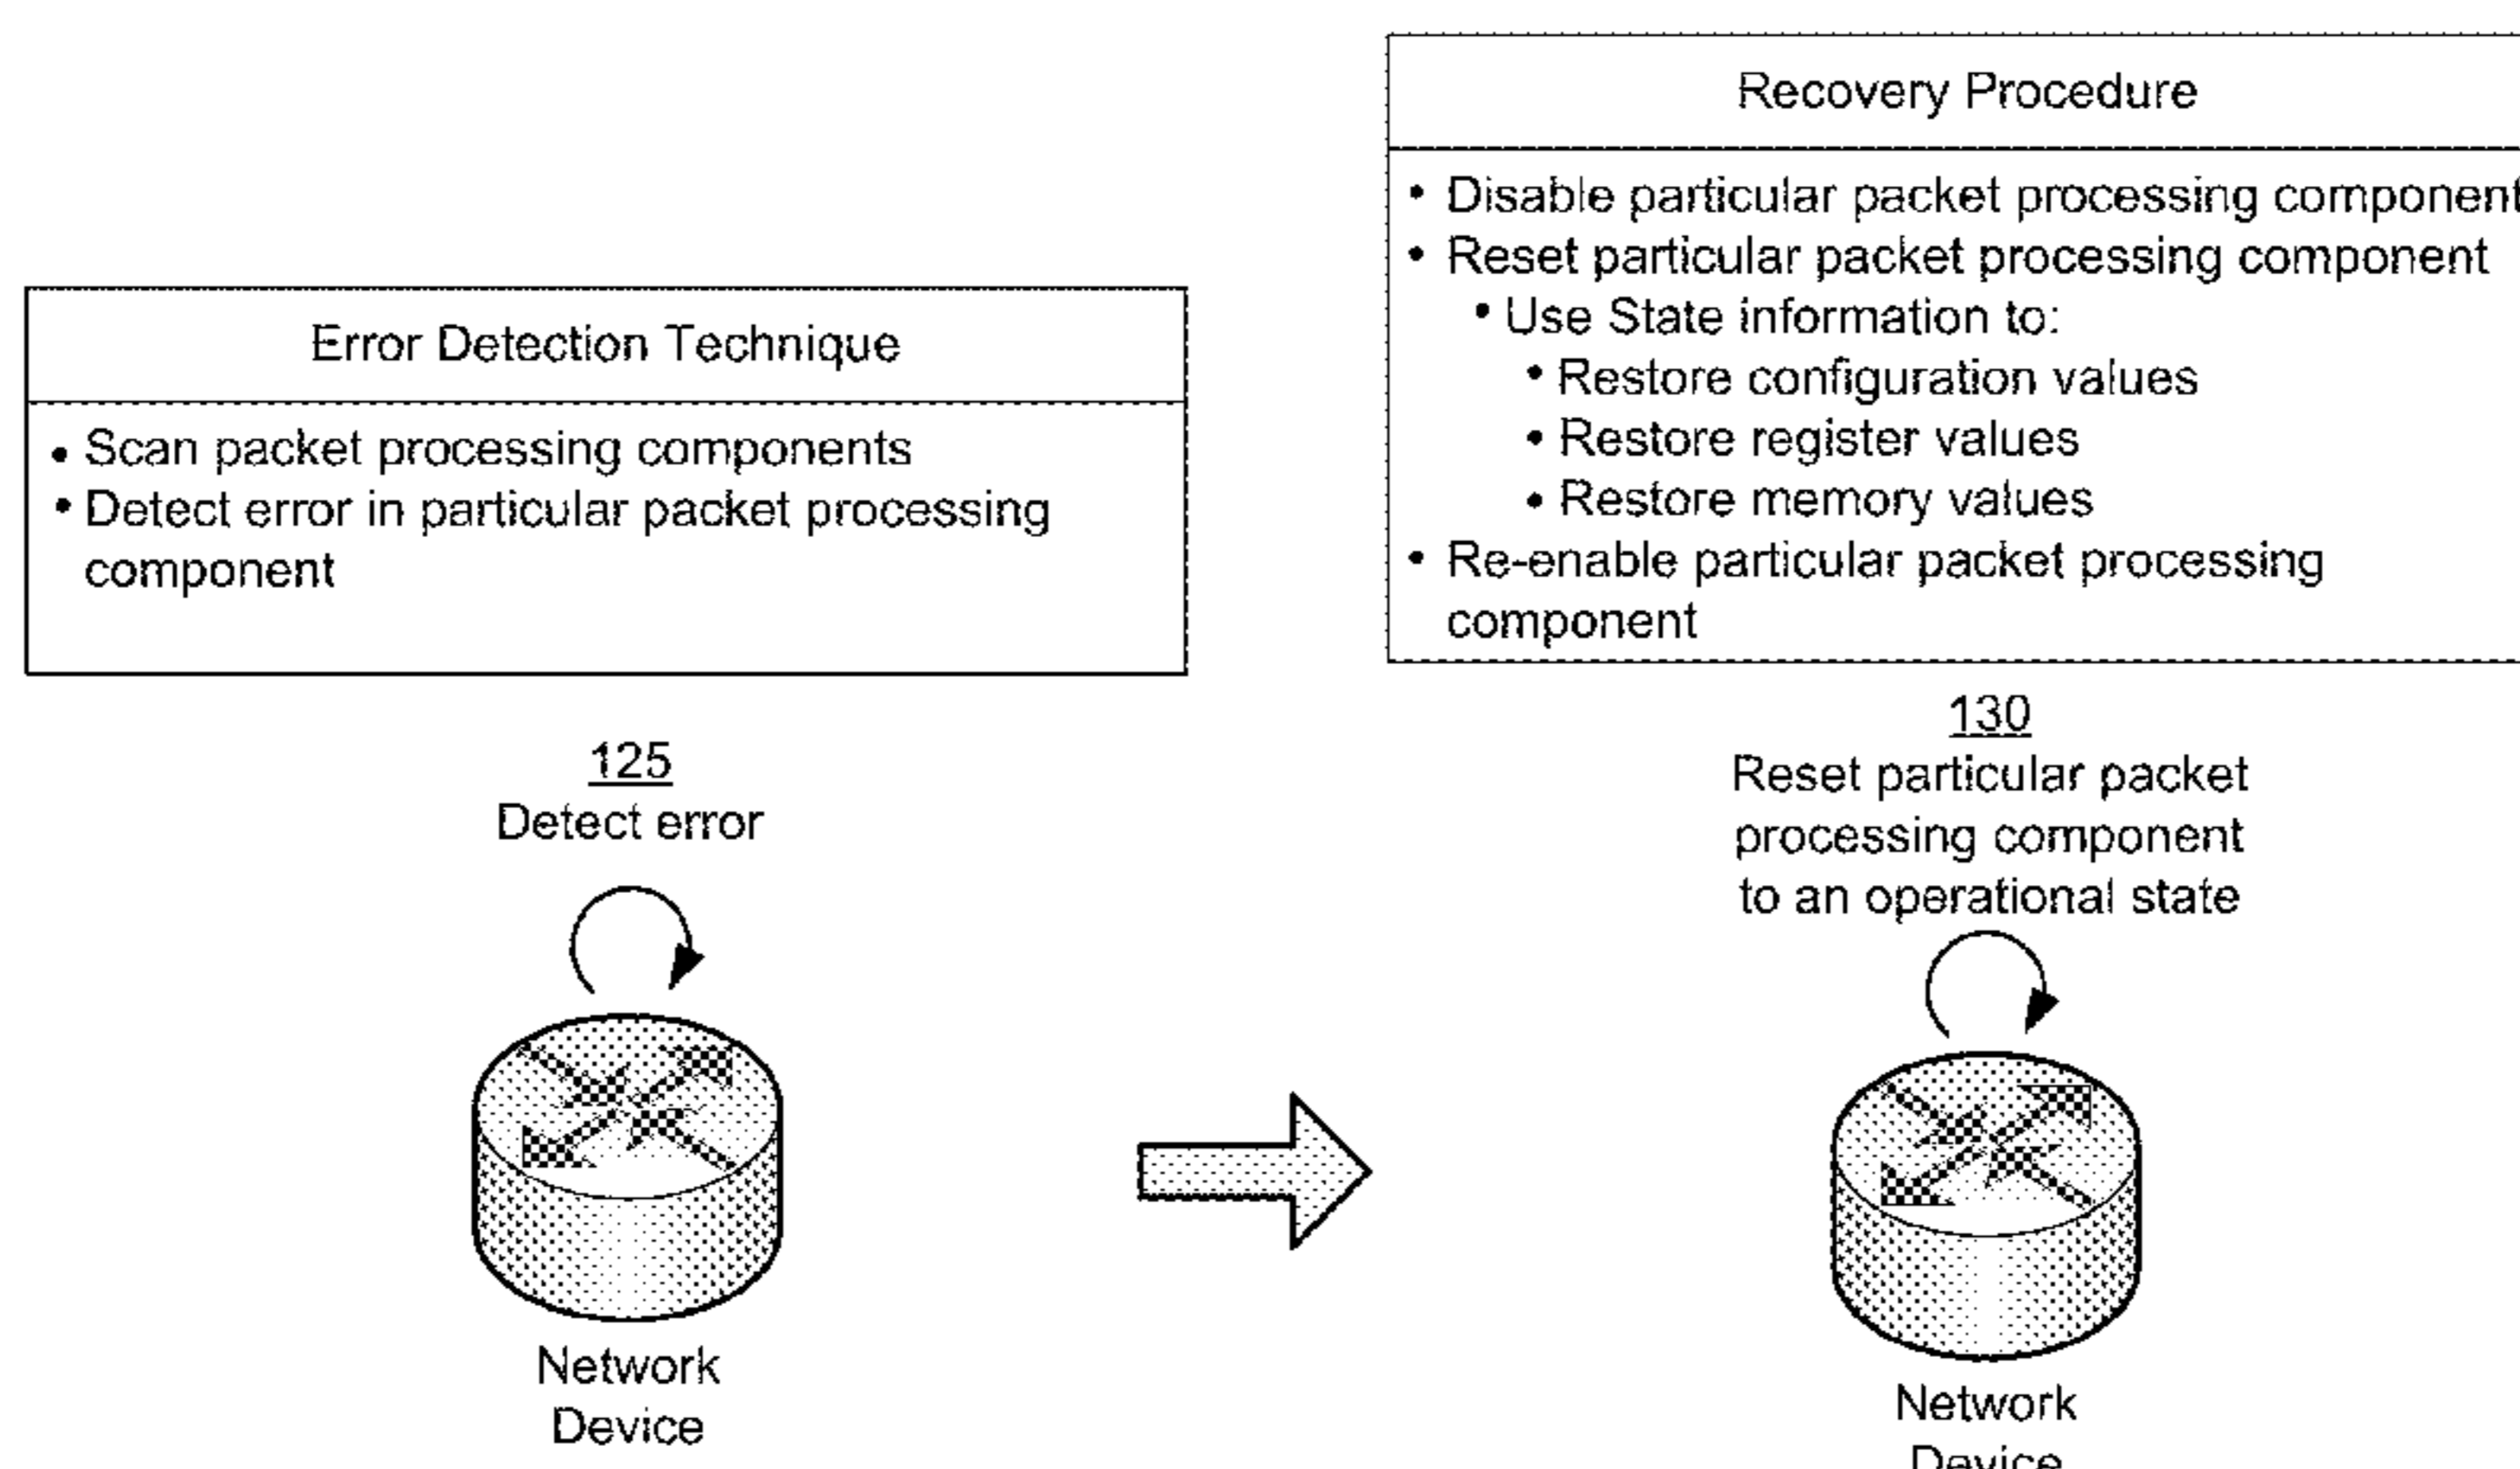 Error Detection Technique
• Scan packet processing components
• Detect error in particular packet processing
component
125
Detect error
Network
Device
Recovery Procedure
• Disable particular packet processing component
• Reset particular packet processing component
• Use State information to:
• Restore configuration values
• Restore register values
• Restore memory values
• Re-enable particular packet processing
component
130
Reset particular packet
processing component
to an operational state
Network
Device